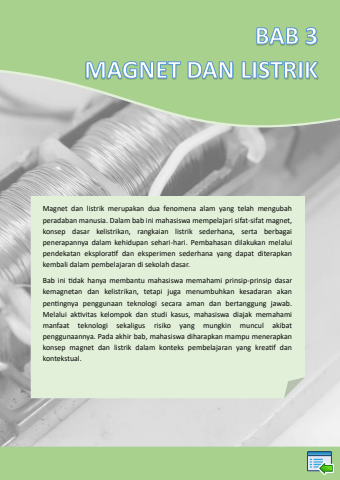 BAB 3
MAGNET DAN LISTRIK
Magnet dan listrik merupakan dua fenomena alam yang telah mengubah
peradaban manusia. Dalam bab ini mahasiswa mempelajari sifat-sifat magnet,
konsep dasar kelistrikan, rangkaian listrik sederhana, serta berbagai
penerapannya dalam kehidupan sehari-hari. Pembahasan dilakukan melalui
pendekatan eksploratif dan eksperimen sederhana yang dapat diterapkan
kembali dalam pembelajaran di sekolah dasar.
Bab ini tidak hanya membantu mahasiswa memahami prinsip-prinsip dasar
kemagnetan dan kelistrikan, tetapi juga menumbuhkan kesadaran akan
pentingnya penggunaan teknologi secara aman dan bertanggung jawab.
Melalui aktivitas kelompok dan studi kasus, mahasiswa diajak memahami
manfaat teknologi sekaligus risiko yang mungkin muncul akibat
penggunaannya. Pada akhir bab, mahasiswa diharapkan mampu menerapkan
konsep magnet dan listrik dalam konteks pembelajaran yang kreatif dan
kontekstual.